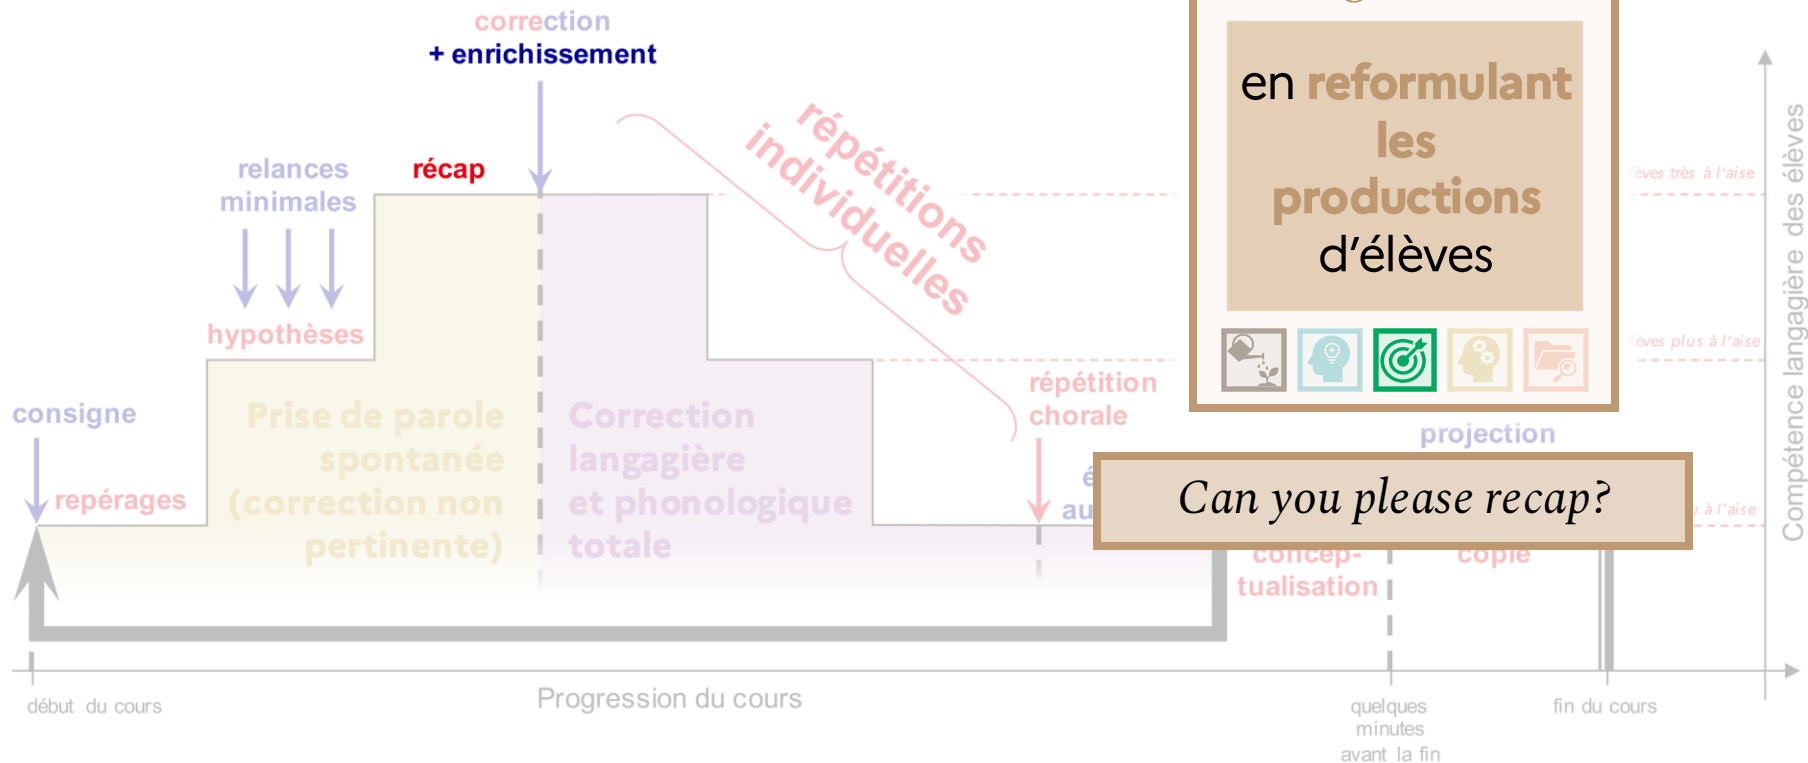 correction
+ enrichissement
relances
minimales
récap
hypothèses
consigne
repérages
Prise de parole
spontanée
(correction non
pertinente)
Correction
langagière
et phonologique
totale
répétitions
individuelles
répétition
chorale
en reformulant
les
productions
d'élèves
èves très à l'aise
èves plus à l'aise
à l'aise
Compétence langagière des élèves
projection
Can you please recap?
concep-
tualisation
copie
début du cours
Progression du cours
quelques
minutes
avant la fin
fin du cours